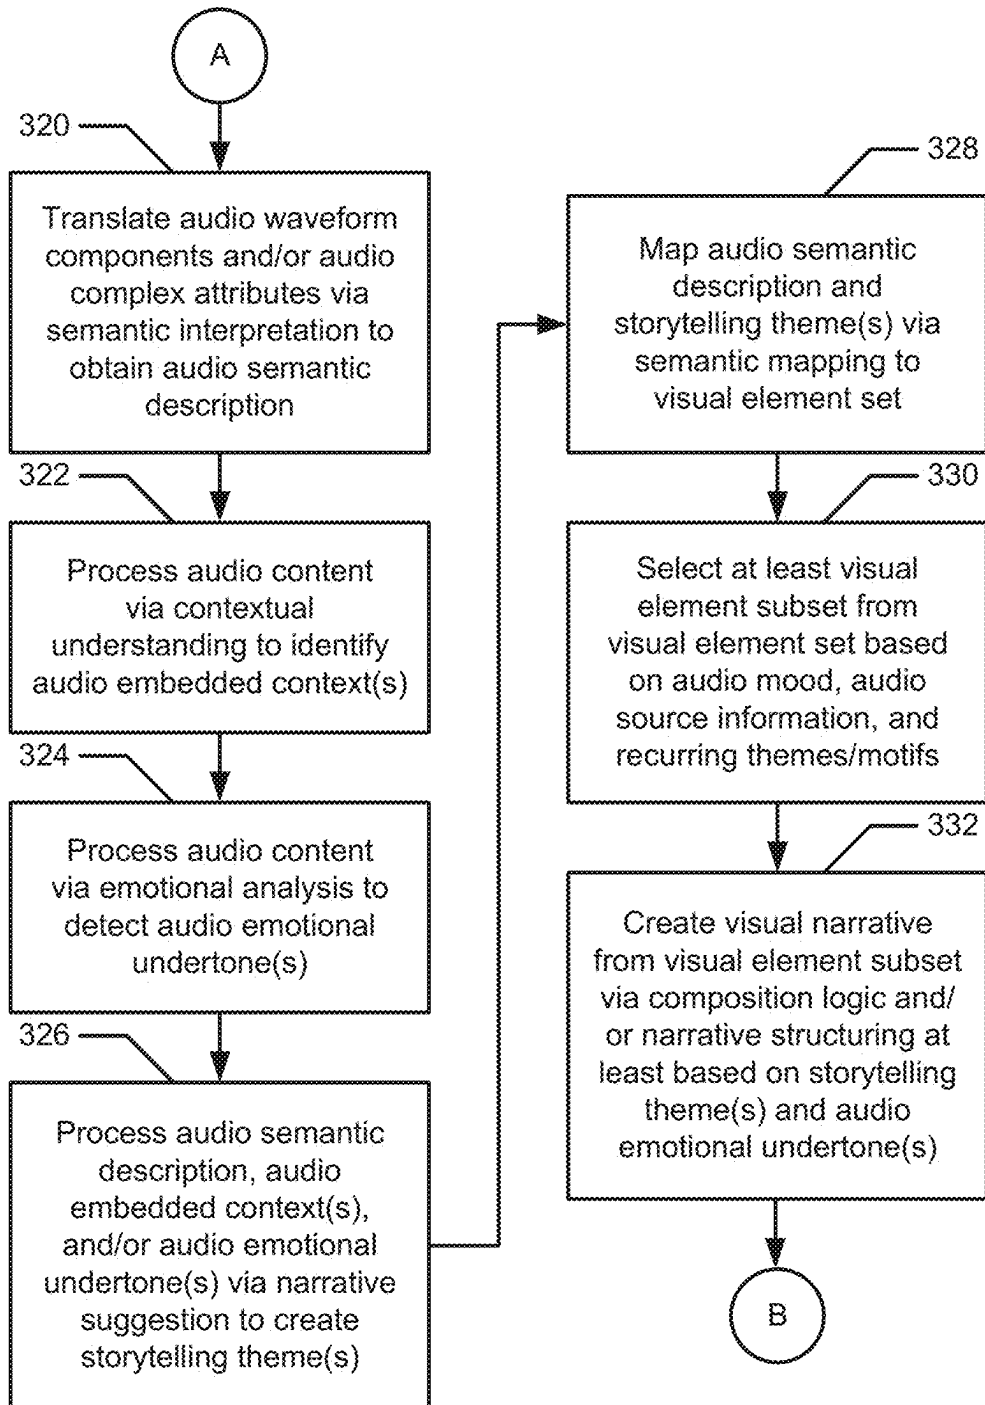 A
320
Translate audio waveform
components and/or audio
complex attributes via
semantic interpretation to
obtain audio semantic
description
322
Process audio content
via contextual
understanding to identify
audio embedded context(s)
324
Process audio content
via emotional analysis to
detect audio emotional
undertone(s)
326
Process audio semantic
description, audio
embedded context(s),
and/or audio emotional
undertone(s) via narrative
suggestion to create
storytelling theme(s)
328
Map audio semantic
description and
storytelling theme(s) via
semantic mapping to
visual element set
330
Select at least visual
element subset from
visual element set based
on audio mood, audio
source information, and
recurring themes/motifs
332
Create visual narrative
from visual element subset
via composition logic and/
or narrative structuring at
least based on storytelling
theme(s) and audio
emotional undertone(s)
B